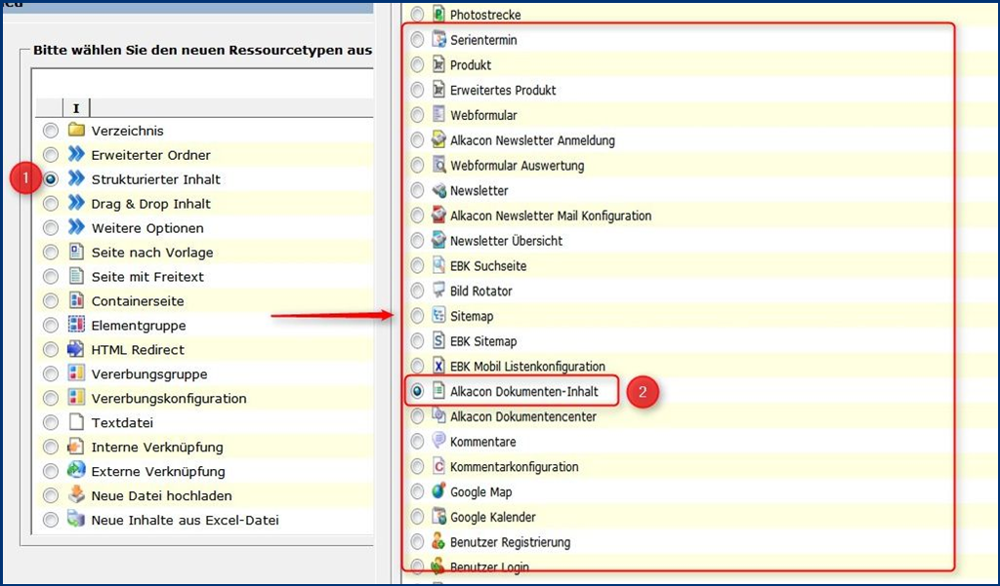 Bitte wählen Sie den neuen Ressourcetypen aus
I
Verzeichnis
Erweiterter Ordner
1
Strukturierter Inhalt
Drag & Drop Inhalt
Weitere Optionen
Seite nach Vorlage
Seite mit Freitext
Containerseite
Elementgruppe
HTML Redirect
Vererbungsgruppe
Vererbungskonfiguration
Textdatei
Interne Verknüpfung
Externe Verknüpfung
Neue Datei hochladen
Neue Inhalte aus Excel-Datei
Photostrecke
Serientermin
Produkt
Erweitertes Produkt
Webformular
Alkacon Newsletter Anmeldung
Webformular Auswertung
Newsletter
Alkacon Newsletter Mail Konfiguration
Newsletter Übersicht
EBK Suchseite
Bild Rotator
Sitemap
EBK Sitemap
EBK Mobil Listenkonfiguration
Alkacon Dokumenten-Inhalt
2
Alkacon Dokumentencenter
Kommentare
Kommentarkonfiguration
Google Map
Google Kalender
Benutzer Registrierung
Benutzer Login